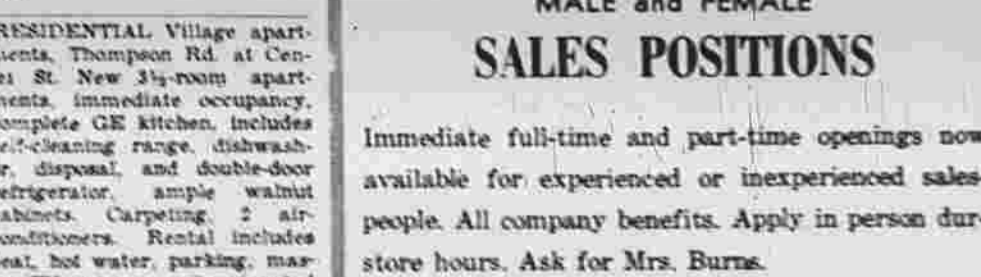 RESIDENTIAL Village apart-
ments, Thompson Rd. at Cen-
St. New 3½-room apart-
ments, immediate occupancy,
complete GE kitchen, includes
self-cleaning range, dishwash-
er, disposal, and double-door
refrigerator, ample walnut
cabinets. Carpeting, 2 air-
conditioners. Rental includes
heat, hot water, parking, mas-
MALE and FEMALE
SALES POSITIONS
Immediate full-time and part-time openings now
available for experienced or inexperienced sales-
people. All company benefits. Apply in person dur-
store hours. Ask for Mrs. Burns.